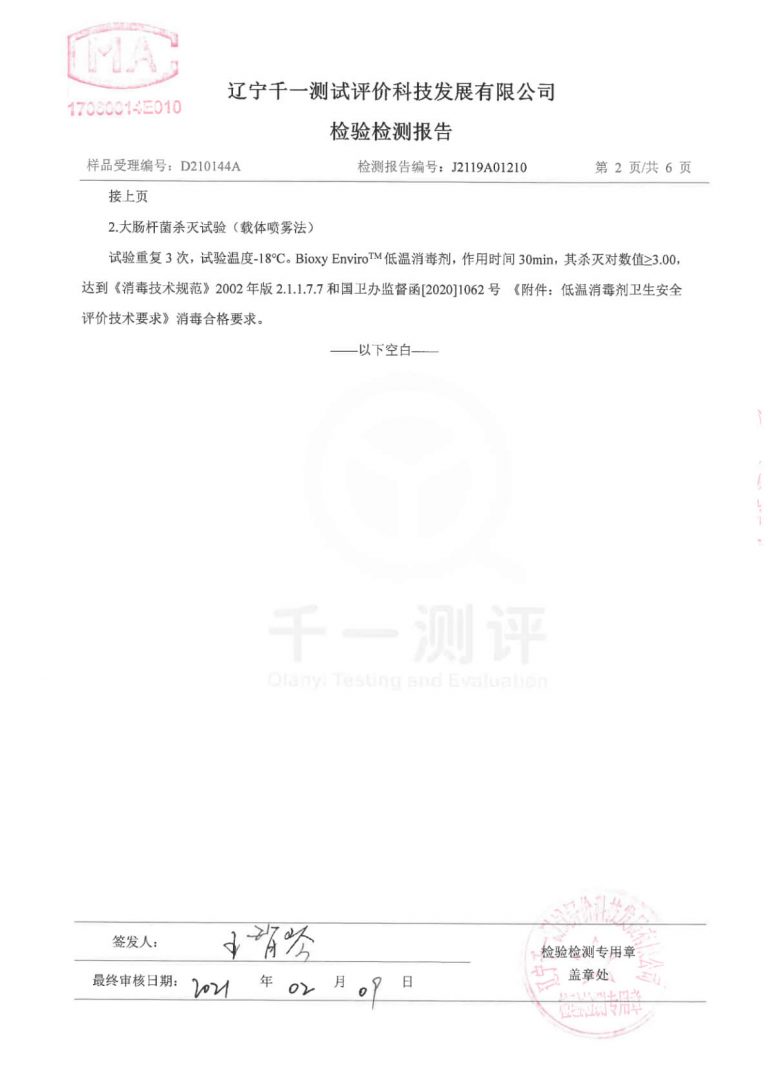 MA
辽宁千一测试评价科技发展有限公司
检验检测报告
样品受理编号：D210144A 检测报告编号：J2119A01210 第 2 页/共 6 页
接上页
2.大肠杆菌杀灭试验（载体喷雾法）
试验重复 3 次，试验温度-18℃。Bioxy Enviro™ 低温消毒剂，作用时间 30min，其杀灭对数值≥3.00，
达到《消毒技术规范》2002 年版 2.1.1.7.7 和国卫办监督函[2020]1062 号 《附件：低温消毒剂卫生安全
评价技术要求》消毒合格要求。
——以下空白——
千一测评
Qianyi Testing and Evaluation
签发人：
检验检测专用章
盖章处
最终审核日期： 2021 年 02 月 09 日
检验检测专用章